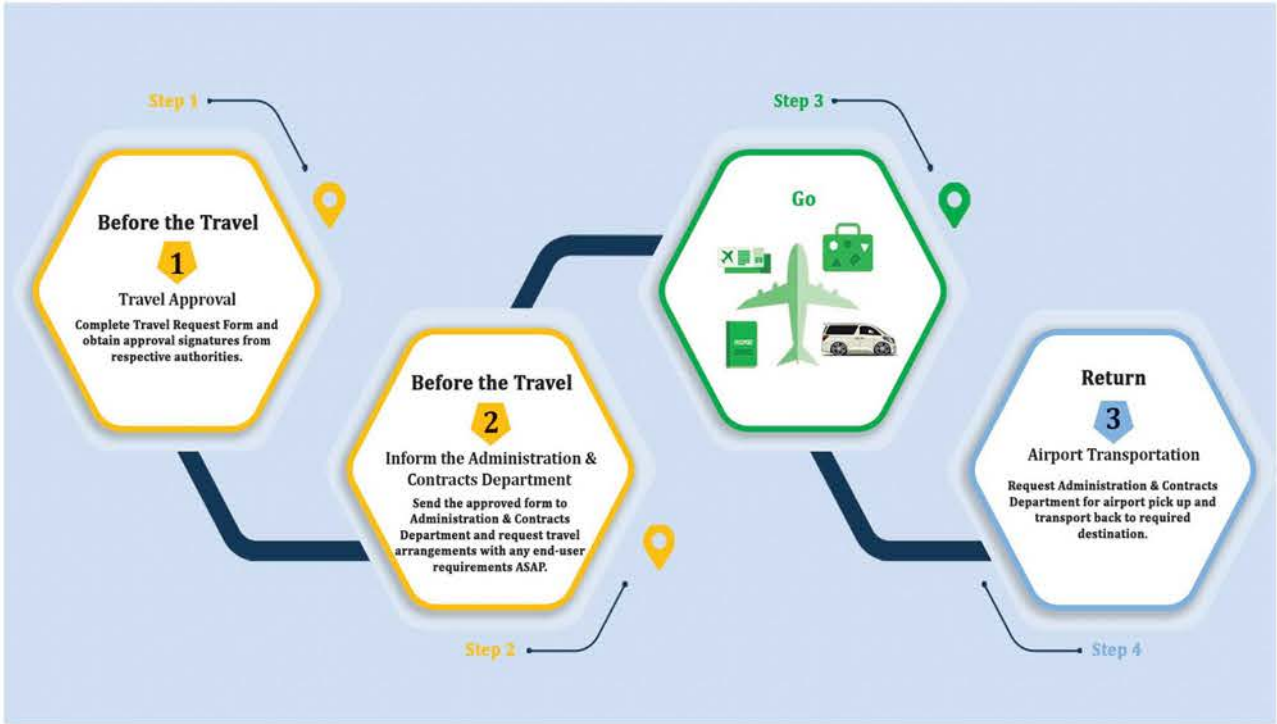 Step 1
Before the Travel
1
Travel Approval
Complete Travel Request Form and
obtain approval signatures from
respective authorities.
Before the Travel
2
Inform the Administration &
Contracts Department
Send the approved form to
Administration & Contracts
Department and request travel
arrangements with any end-user
requirements ASAP.
Step 2
Step 3
Go
Return
3
Airport Transportation
Request Administration & Contracts
Department for airport pick up and
transport back to required
destination.
Step 4